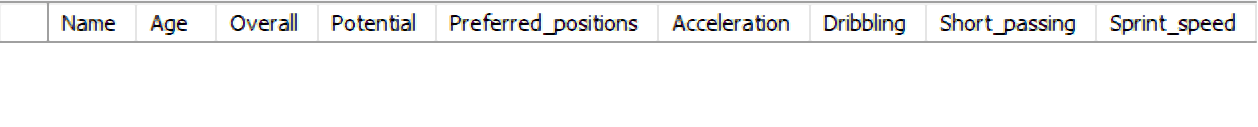 Name Age Overall Potential Preferred_positions Acceleration Dribbling Short_passing Sprint_speed